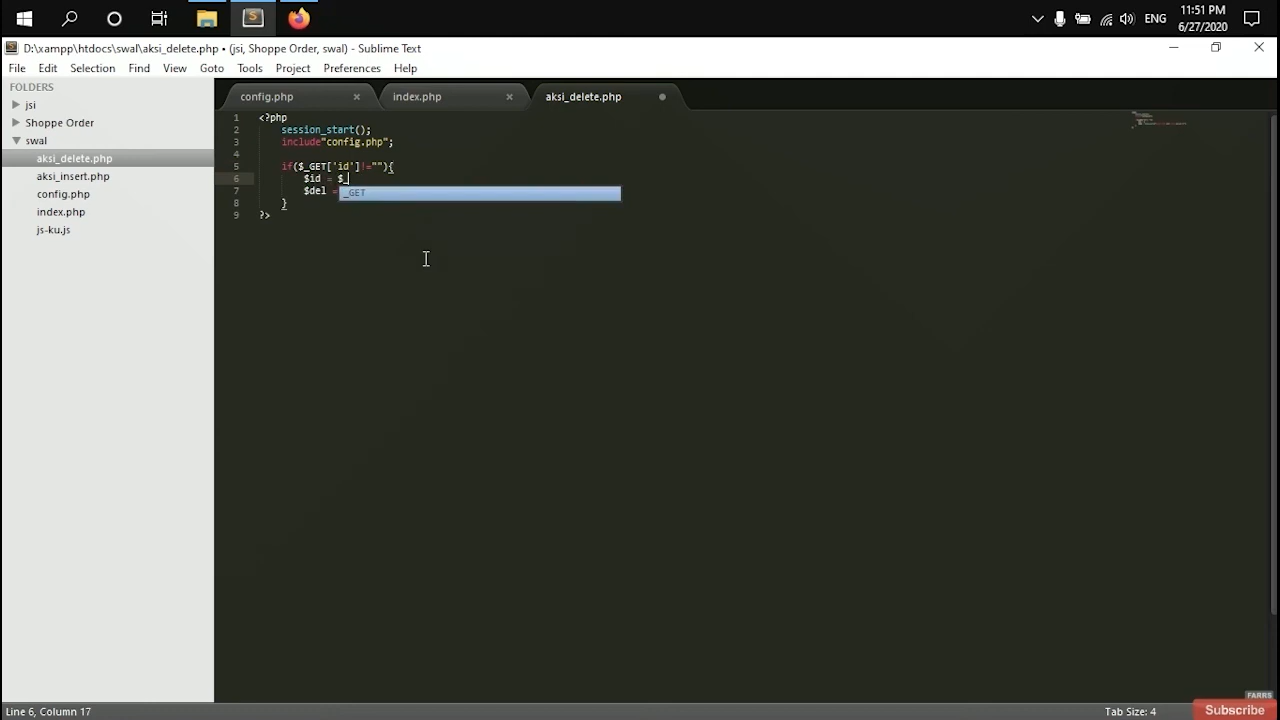 11:51 PM
ENG
6/27/2020
D:\xampp\htdocs\swal\aksi_delete.php • (jsi, Shoppe Order, swal) - Sublime Text
File Edit Selection Find View Goto Tools Project Preferences Help
FOLDERS
jsi
Shoppe Order
swal
aksi_delete.php
aksi_insert.php
config.php
index.php
js-ku.js
config.php index.php aksi_delete.php
1 <?php
2 session_start();
3 include"config.php";
4
5 if($_GET['id']!=""){
6 $id = $_
_GET
7 $del =
8 }
9 ?>
FARRS
Line 6, Column 17
Tab Size: 4
Subscribe